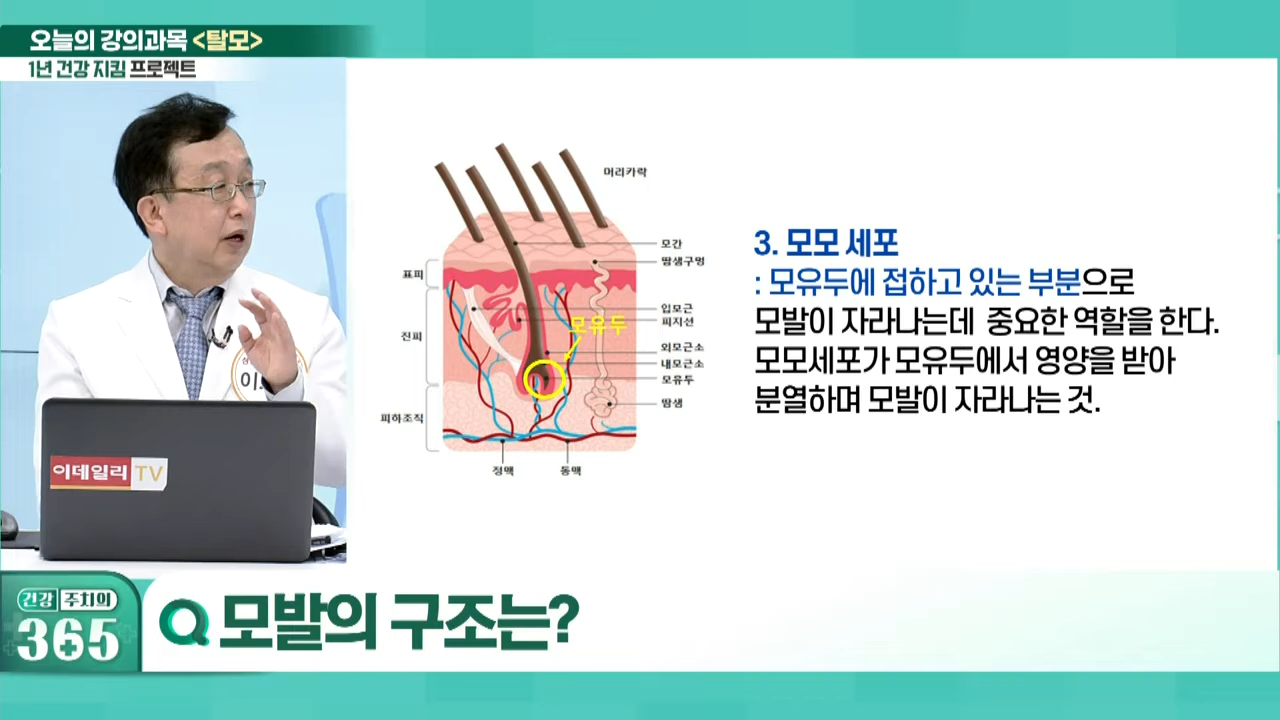 오늘의 강의과목 <탈모>
1년 건강 지킴 프로젝트
머리카락
모간
땀샘구멍
표피
입모근
피지선
모유두
진피
외모근소
내모근소
모유두
땀샘
피하조직
정맥
동맥
3. 모모 세포
: 모유두에 접하고 있는 부분으로
모발이 자라나는데 중요한 역할을 한다.
모모세포가 모유두에서 영양을 받아
분열하며 모발이 자라나는 것.
이데일리 TV
건강 주치의
365
Q 모발의 구조는?